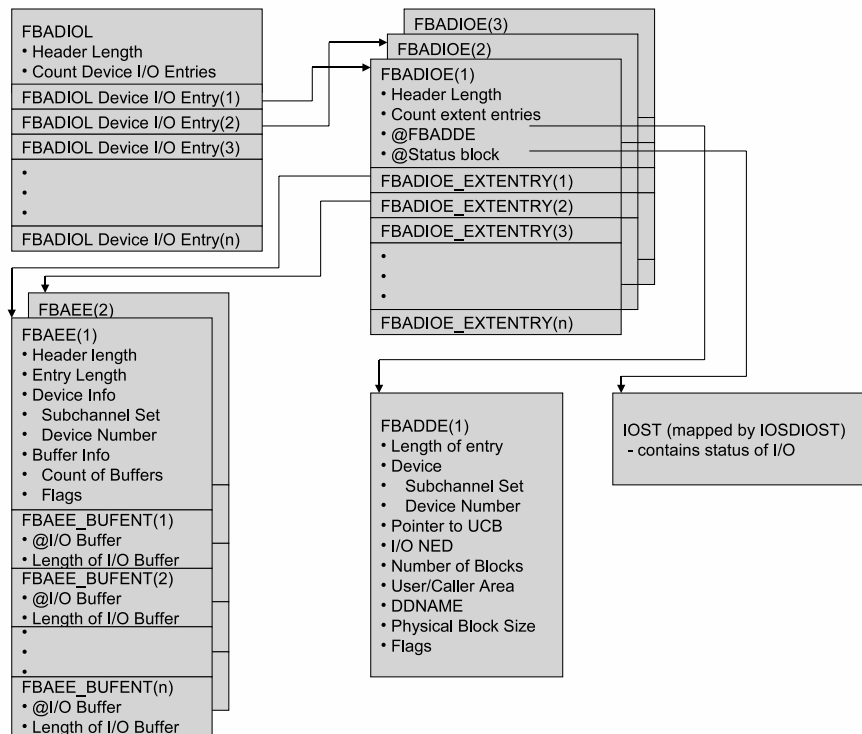 FBADIOL
• Header Length
• Count Device I/O Entries
FBADIOL Device I/O Entry(1)
FBADIOL Device I/O Entry(2)
FBADIOL Device I/O Entry(3)
•
•
•
FBADIOL Device I/O Entry(n)
FBADIOE(3)
FBADIOE(2)
FBADIOE(1)
• Header Length
• Count extent entries
• @FBADDE
• @Status block
FBADIOE_EXTENTRY(1)
FBADIOE_EXTENTRY(2)
FBADIOE_EXTENTRY(3)
•
•
•
FBADIOE_EXTENTRY(n)
FBAEE(2)
FBAEE(1)
• Header length
• Entry Length
• Device Info
• Subchannel Set
• Device Number
• Buffer Info
• Count of Buffers
• Flags
FBAEE_BUFENT(1)
• @I/O Buffer
• Length of I/O Buffer
FBAEE_BUFENT(2)
• @I/O Buffer
• Length of I/O Buffer
•
•
•
FBAEE_BUFENT(n)
• @I/O Buffer
• Length of I/O Buffer
FBADDE(1)
• Length of entry
• Device
• Subchannel Set
• Device Number
• Pointer to UCB
• I/O NED
• Number of Blocks
• User/Caller Area
• DDNAME
• Physical Block Size
• Flags
IOST (mapped by IOSDIOST)
- contains status of I/O